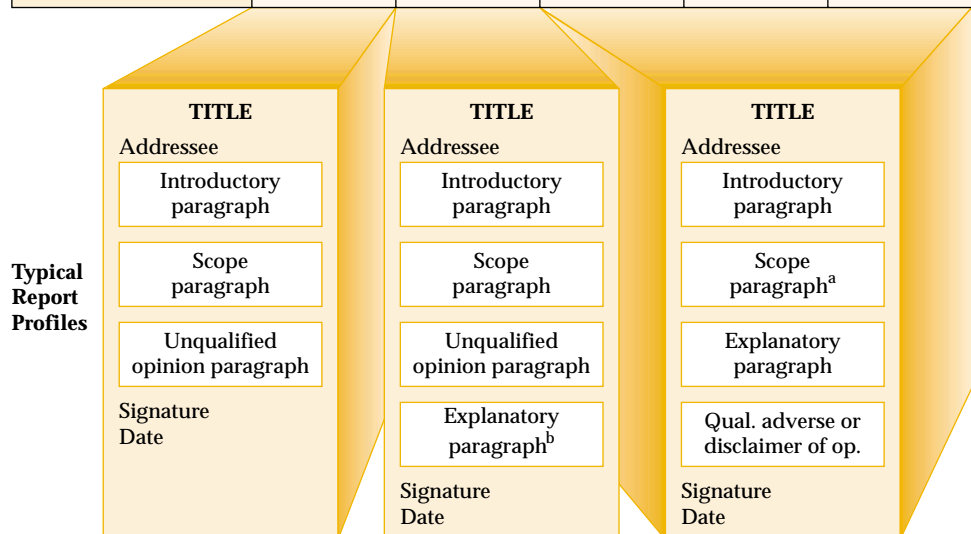 Typical
Report
Profiles
TITLE
Addressee
Introductory
paragraph
Scope
paragraph
Unqualified
opinion paragraph
Signature
Date
TITLE
Addressee
Introductory
paragraph
Scope
paragraph
Unqualified
opinion paragraph
Explanatory
paragraphb
Signature
Date
TITLE
Addressee
Introductory
paragraph
Scope
paragrapha
Explanatory
paragraph
Qual. adverse or
disclaimer of op.
Signature
Date